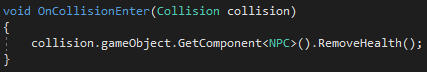 void OnCollisionEnter(Collision collision)
{
    collision.gameObject.GetComponent<NPC>().RemoveHealth();
}